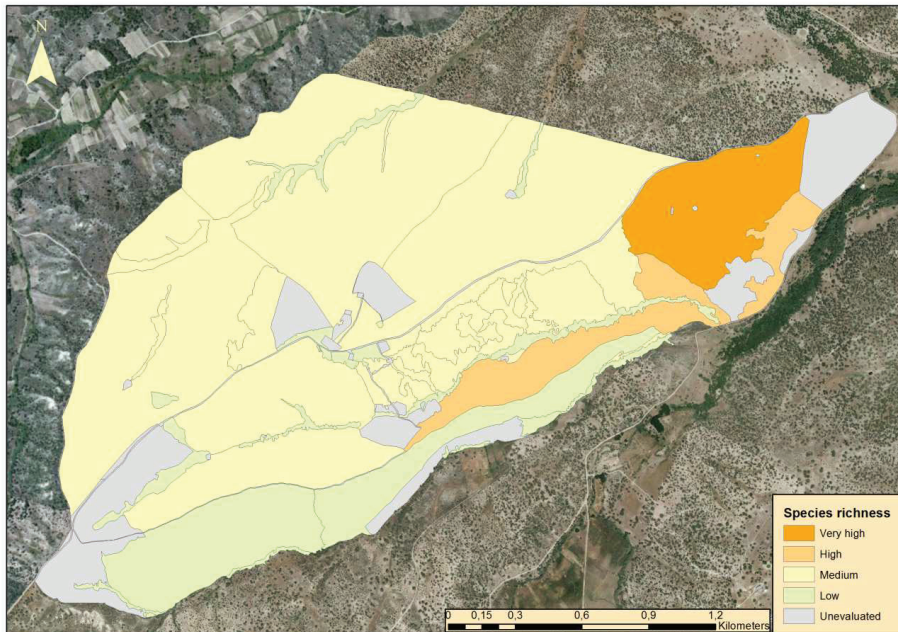 N
Species richness
Very high
High
Medium
Low
Unevaluated
0 0,15 0,3 0,6 0,9 1,2
Kilometers